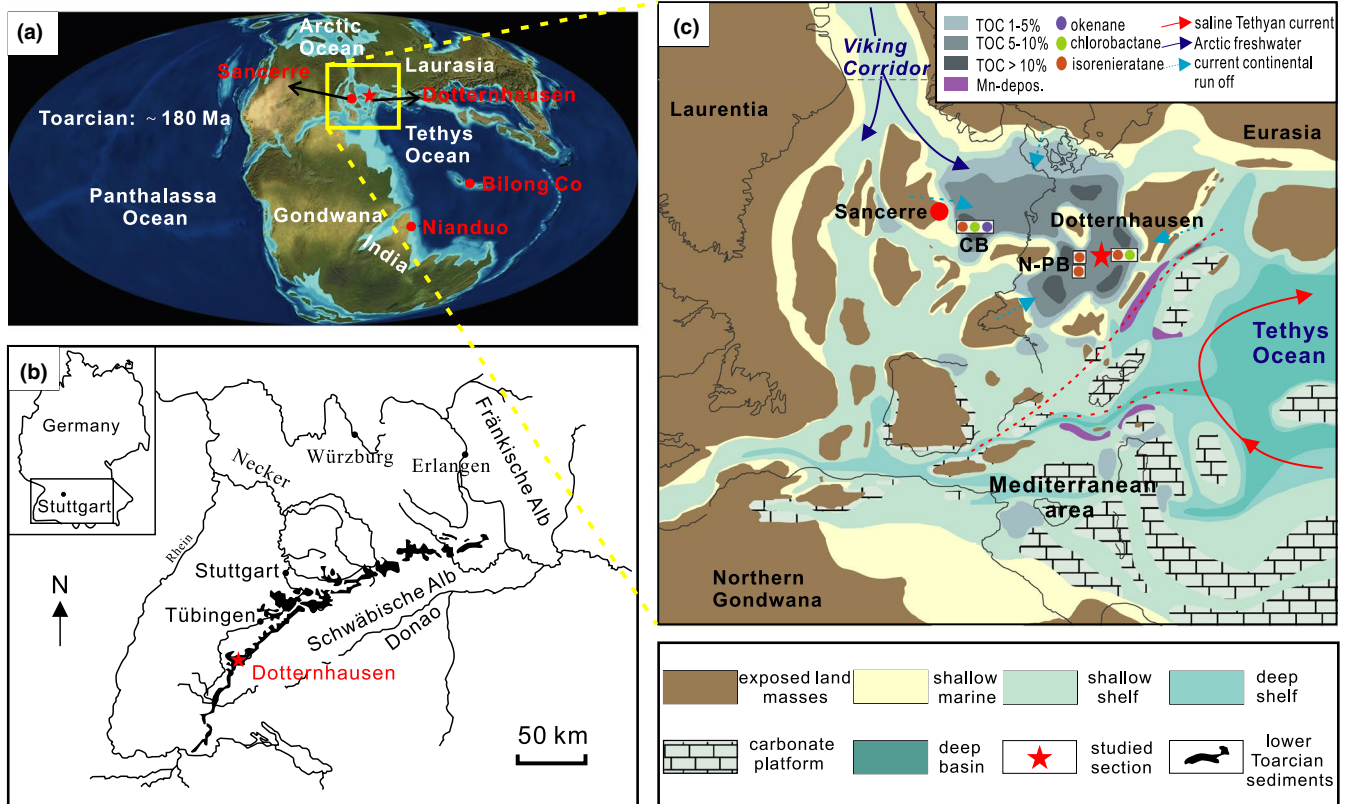 (a)
Arctic
Ocean
Laurasia
Sancerre
Dotternhausen
Toarcian: ~ 180 Ma
Tethys
Ocean
Panthalassa
Ocean
Bilong Co
Gondwana
Nianduo
India
(b)
Germany
Stuttgart
Fränkische Alb
Würzburg
Erlangen
Necker
Rhein
Stuttgart
Schwäbische Alb
Tübingen
Donao
N
Dotternhausen
50 km
(c)
Viking
Corridor
TOC 1-5%
TOC 5-10%
TOC > 10%
Mn-depos.
okenane
chlorobactane
isorenieratane
saline Tethyan current
Arctic freshwater
current continental
run off
Laurentia
Eurasia
Sancerre
Dotternhausen
CB
N-PB
Tethys
Ocean
Mediterranean
area
Northern
Gondwana
exposed land
masses
shallow
marine
shallow
shelf
deep
shelf
carbonate
platform
deep
basin
studied
section
lower
Toarcian
sediments